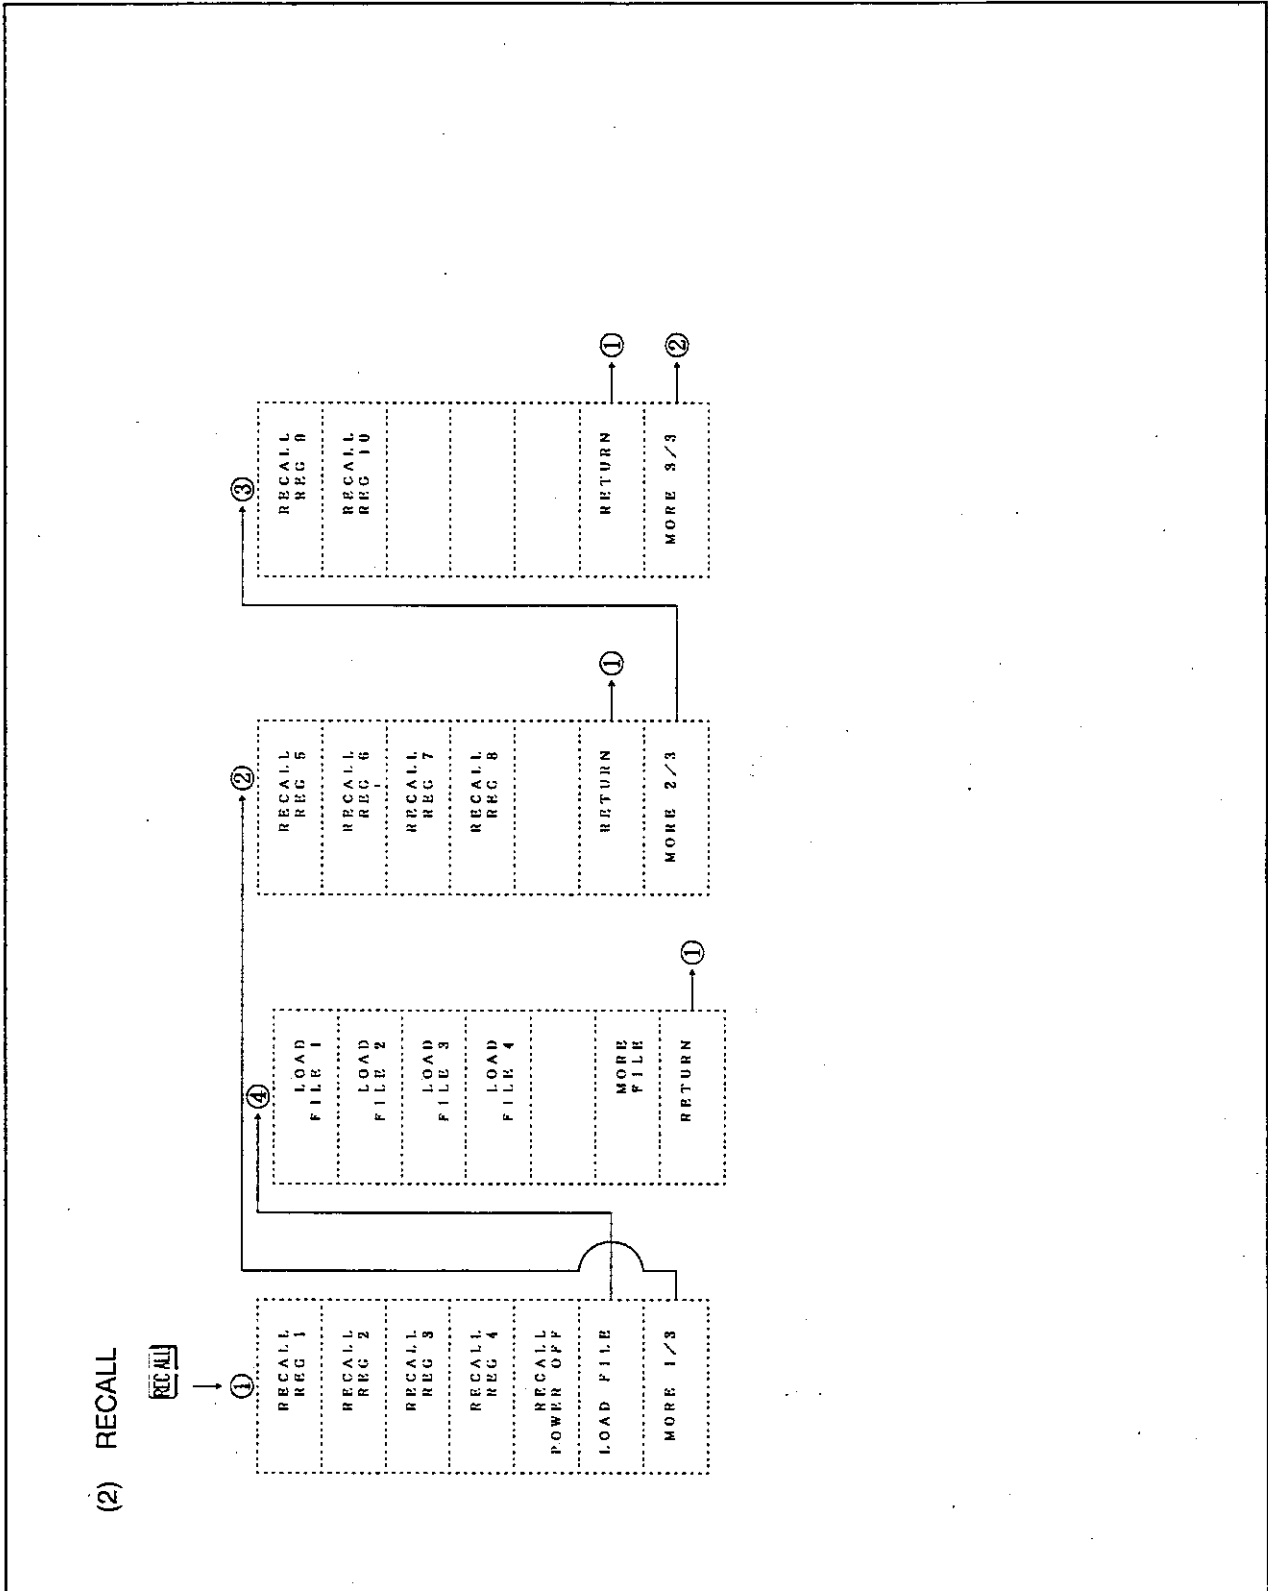 (2) RECALL
RECALL
①
RECALL
REG 1
RECALL
REG 2
RECALL
REG 3
RECALL
REG 4
RECALL
POWER OFF
LOAD FILE
MORE 1/3
④
LOAD
FILE 1
LOAD
FILE 2
LOAD
FILE 3
LOAD
FILE 4
MORE
FILE
RETURN
①
②
RECALL
REG 5
RECALL
REG 6
RECALL
REG 7
RECALL
REG 8
RETURN
①
MORE 2/3
③
RECALL
REG 9
RECALL
REG 10
RETURN
①
MORE 3/3
②